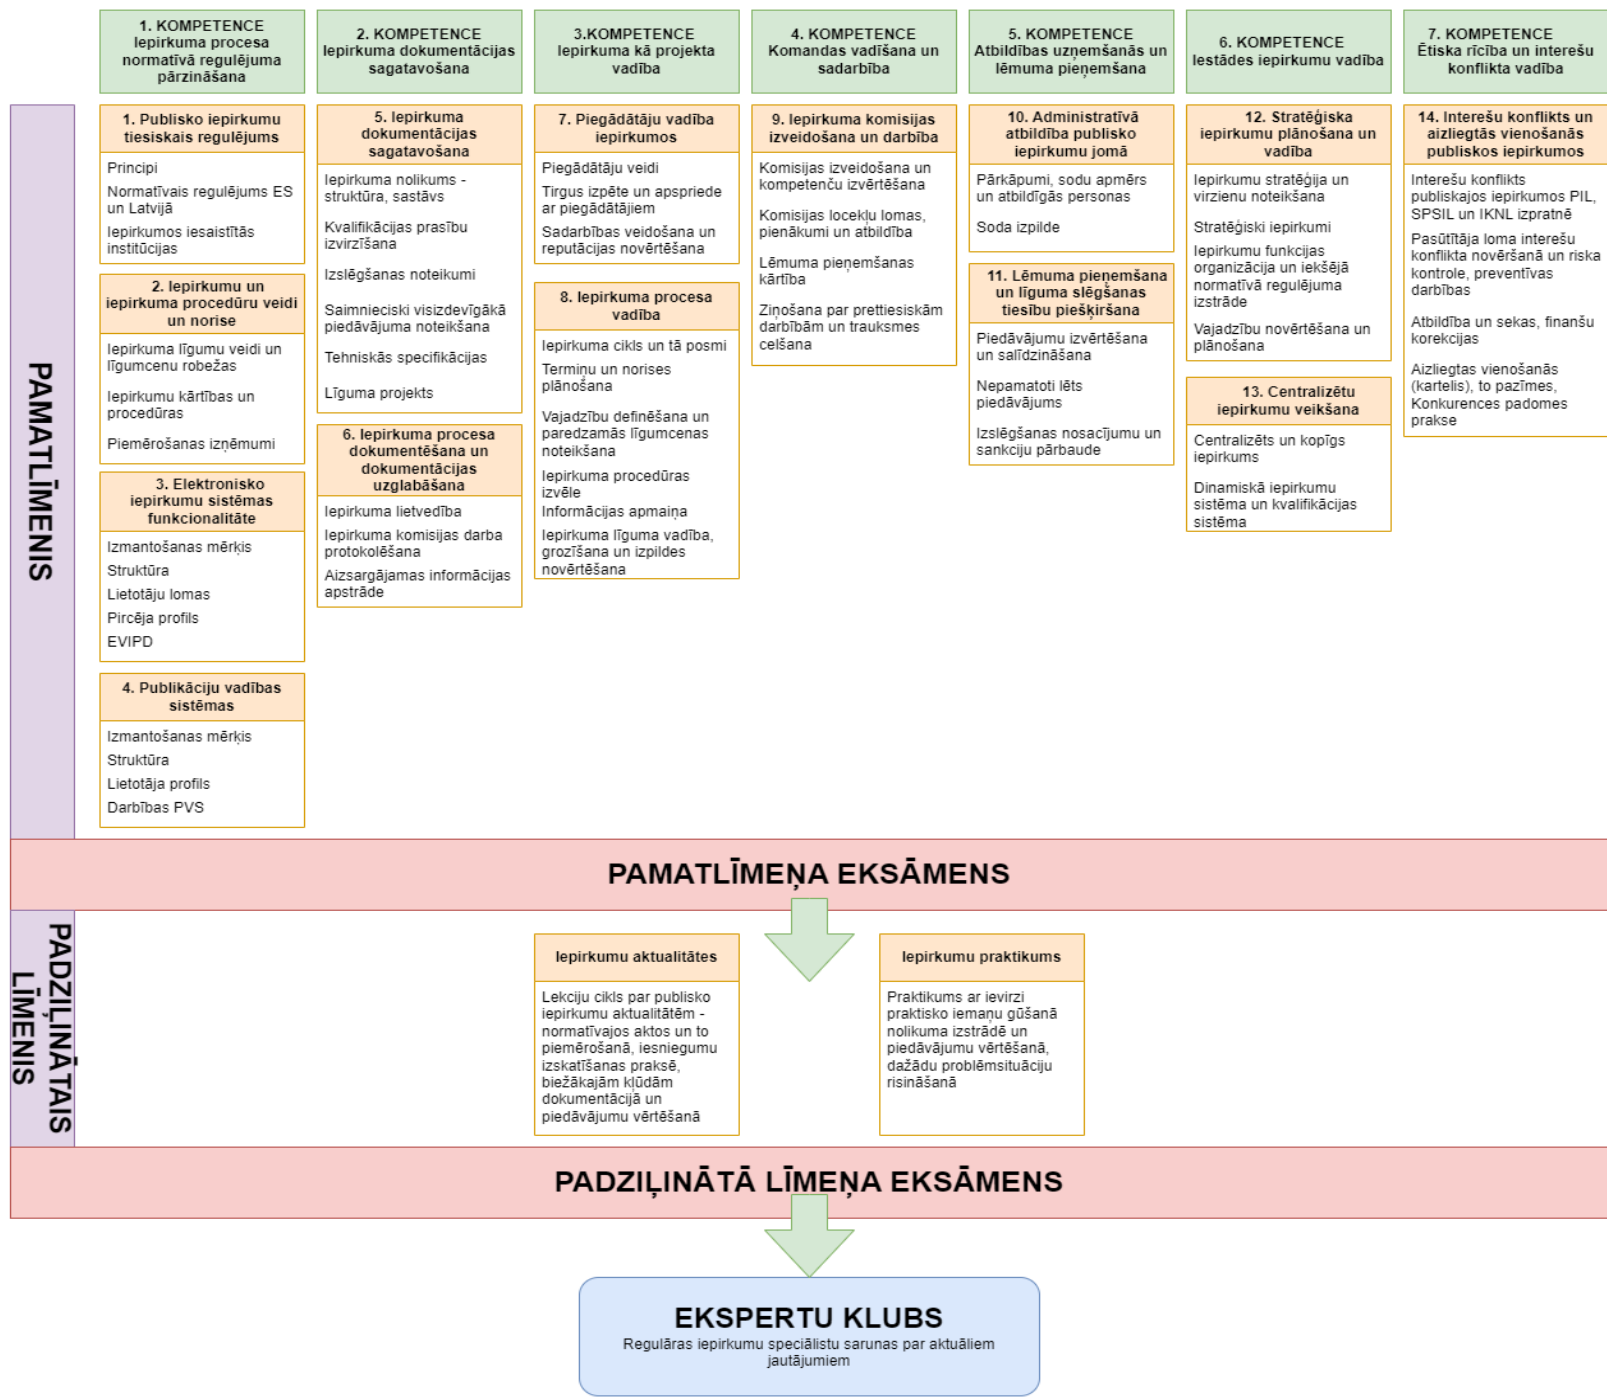 1. KOMPETENCE
Iepirkuma procesa
normatīvā regulējuma
pārzināšana
2. KOMPETENCE
Iepirkuma dokumentācijas
sagatavošana
3.KOMPETENCE
Iepirkuma kā projekta
vadība
4. KOMPETENCE
Komandas vadīšana un
sadarbība
5. KOMPETENCE
Atbildības uzņemšanās un
lēmuma pieņemšana
6. KOMPETENCE
Iestādes iepirkumu vadība
7. KOMPETENCE
Ētiska rīcība un interešu
konflikta vadība
PAMATLĪMENIS
1. Publisko iepirkumu
tiesiskais regulējums
Principi
Normatīvais regulējums ES
un Latvijā
Iepirkumos iesaistītās
institūcijas
2. Iepirkumu un
iepirkuma procedūru veidi
un norise
Iepirkuma līgumu veidi un
līgumcenu robežas
Iepirkumu kārtības un
procedūras
Piemērošanas izņēmumi
3. Elektronisko
iepirkumu sistēmas
funkcionalitāte
Izmantošanas mērķis
Struktūra
Lietotāju lomas
Pircēja profils
EVIPD
4. Publikāciju vadības
sistēmas
Izmantošanas mērķis
Struktūra
Lietotāja profils
Darbības PVS
5. Iepirkuma
dokumentācijas
sagatavošana
Iepirkuma nolikums -
struktūra, sastāvs
Kvalifikācijas prasību
izvirzīšana
Izslēgšanas noteikumi
Saimnieciski visizdevīgākā
piedāvājuma noteikšana
Tehniskās specifikācijas
Līguma projekts
6. Iepirkuma procesa
dokumentēšana un
dokumentācijas
uzglabāšana
Iepirkuma lietvedība
Iepirkuma komisijas darba
protokolēšana
Aizsargājamas informācijas
apstrāde
7. Piegādātāju vadība
iepirkumos
Piegādātāju veidi
Tirgus izpēte un apspriede
ar piegādātājiem
Sadarbības veidošana un
reputācijas novērtēšana
8. Iepirkuma procesa
vadība
Iepirkuma cikls un tā posmi
Termiņu un norises
plānošana
Vajadzību definēšana un
paredzamās līgumcenas
noteikšana
Iepirkuma procedūras
izvēle
Informācijas apmaiņa
Iepirkuma līguma vadība,
grozīšana un izpildes
novērtēšana
9. Iepirkuma komisijas
izveidošana un darbība
Komisijas izveidošana un
kompetenču izvērtēšana
Komisijas locekļu lomas,
pienākumi un atbildība
Lēmuma pieņemšanas
kārtība
Ziņošana par prettiesiskām
darbībām un trauksmes
celšana
10. Administratīvā
atbildība publisko
iepirkumu jomā
Pārkāpumi, sodu apmērs
un atbildīgās personas
Soda izpilde
11. Lēmuma pieņemšana
un līguma slēgšanas
tiesību piešķiršana
Piedāvājumu izvērtēšana
un salīdzināšana
Nepamatoti lēts
piedāvājums
Izslēgšanas nosacījumu un
sankciju pārbaude
12. Stratēģiska
iepirkumu plānošana un
vadība
Iepirkumu stratēģija un
virzienu noteikšana
Stratēģiski iepirkumi
Iepirkumu funkcijas
organizācija un iekšējā
normatīvā regulējuma
izstrāde
Vajadzību novērtēšana un
plānošana
13. Centralizētu
iepirkumu veikšana
Centralizēts un kopīgs
iepirkums
Dinamiskā iepirkumu
sistēma un kvalifikācijas
sistēma
14. Interešu konflikts un
aizliegtās vienošanās
publiskos iepirkumos
Interešu konflikts
publiskajos iepirkumos PIL,
SPSIL un IKNL izpratnē
Pasūtītāja loma interešu
konflikta novēršanā un riska
kontrole, preventīvas
darbības
Atbildība un sekas, finanšu
korekcijas
Aizliegtas vienošanās
(kartelis), to pazīmes,
Konkurences padomes
prakse
PAMATLĪMEŅA EKSĀMENS
PADZIĻINĀTAIS
LĪMENIS
Iepirkumu aktualitātes
Lekciju cikls par publisko
iepirkumu aktualitātēm -
normatīvajos aktos un to
piemērošanā, iesniegumu
izskatīšanas praksē,
biežākajām kļūdām
dokumentācijā un
piedāvājumu vērtēšanā
Iepirkumu praktikums
Praktikums ar ievirzi
praktisko iemaņu gūšanā
nolikuma izstrādē un
piedāvājumu vērtēšanā,
dažādu problēmsituāciju
risināšanā
PADZIĻINĀTĀ LĪMEŅA EKSĀMENS
EKSPERTU KLUBS
Regulāras iepirkumu speciālistu sarunas par aktuāliem
jautājumiem